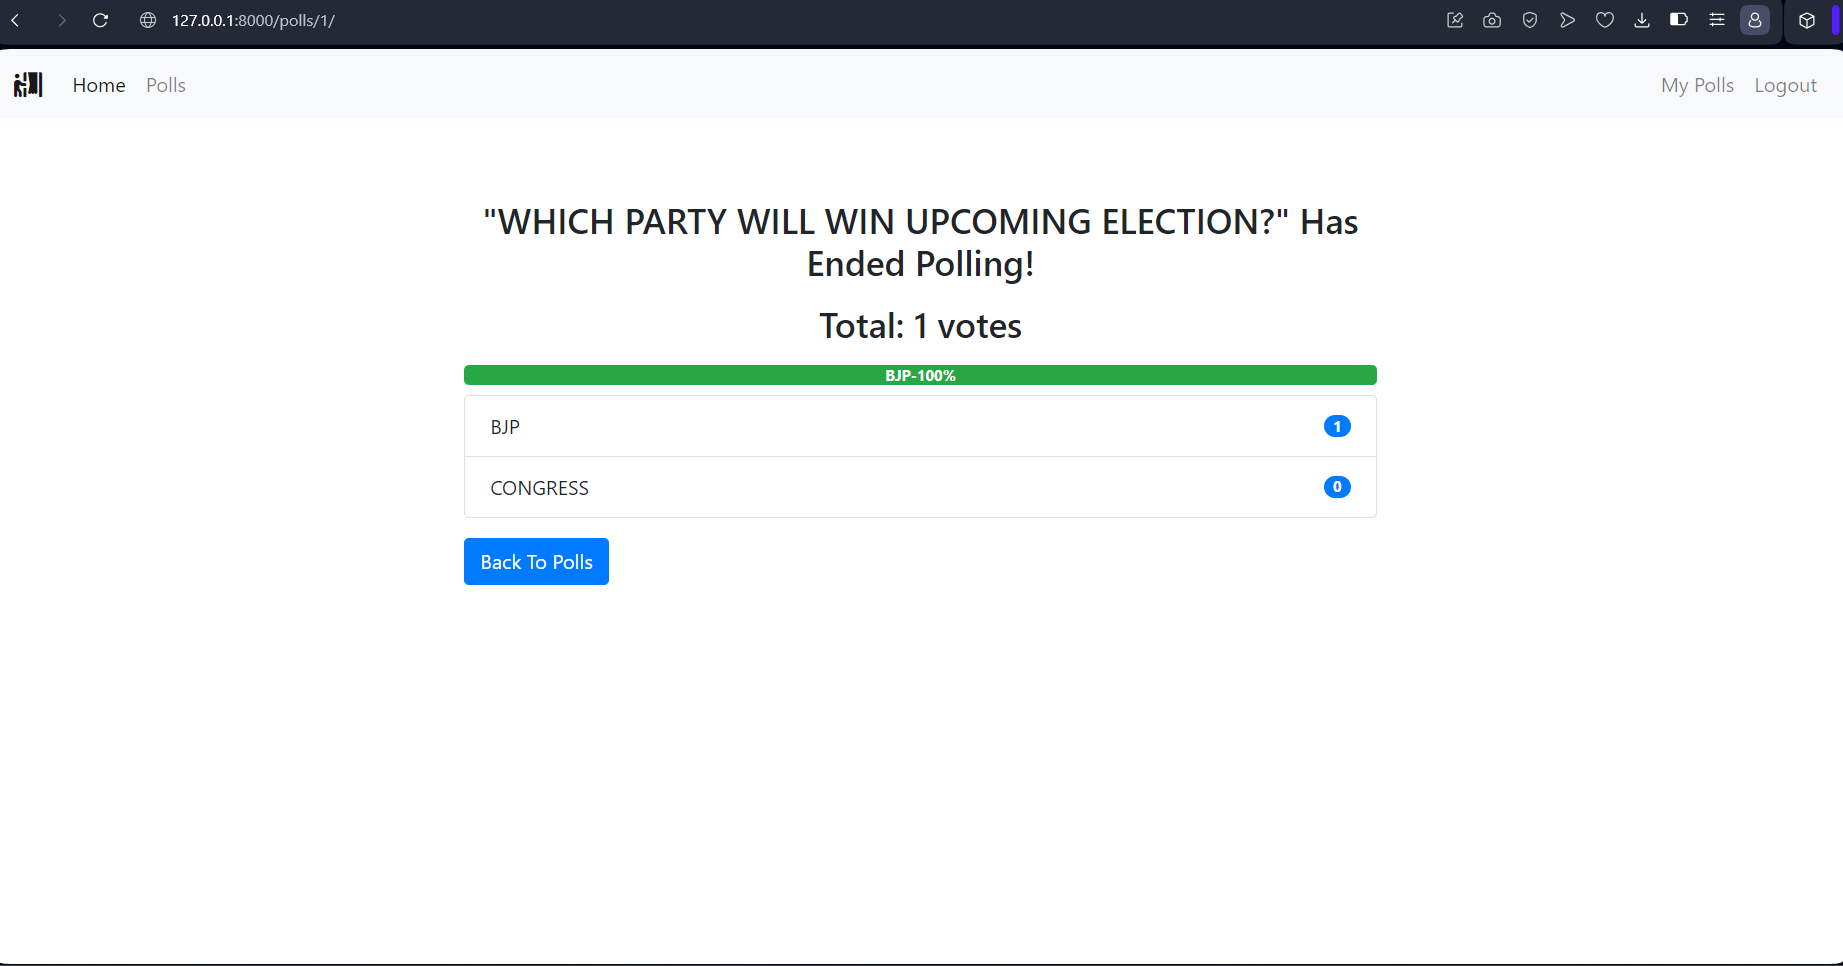 127.0.0.1:8000/polls/1/
Home Polls My Polls Logout
"WHICH PARTY WILL WIN UPCOMING ELECTION?" Has
Ended Polling!
Total: 1 votes
BJP-100%
BJP 1
CONGRESS 0
Back To Polls